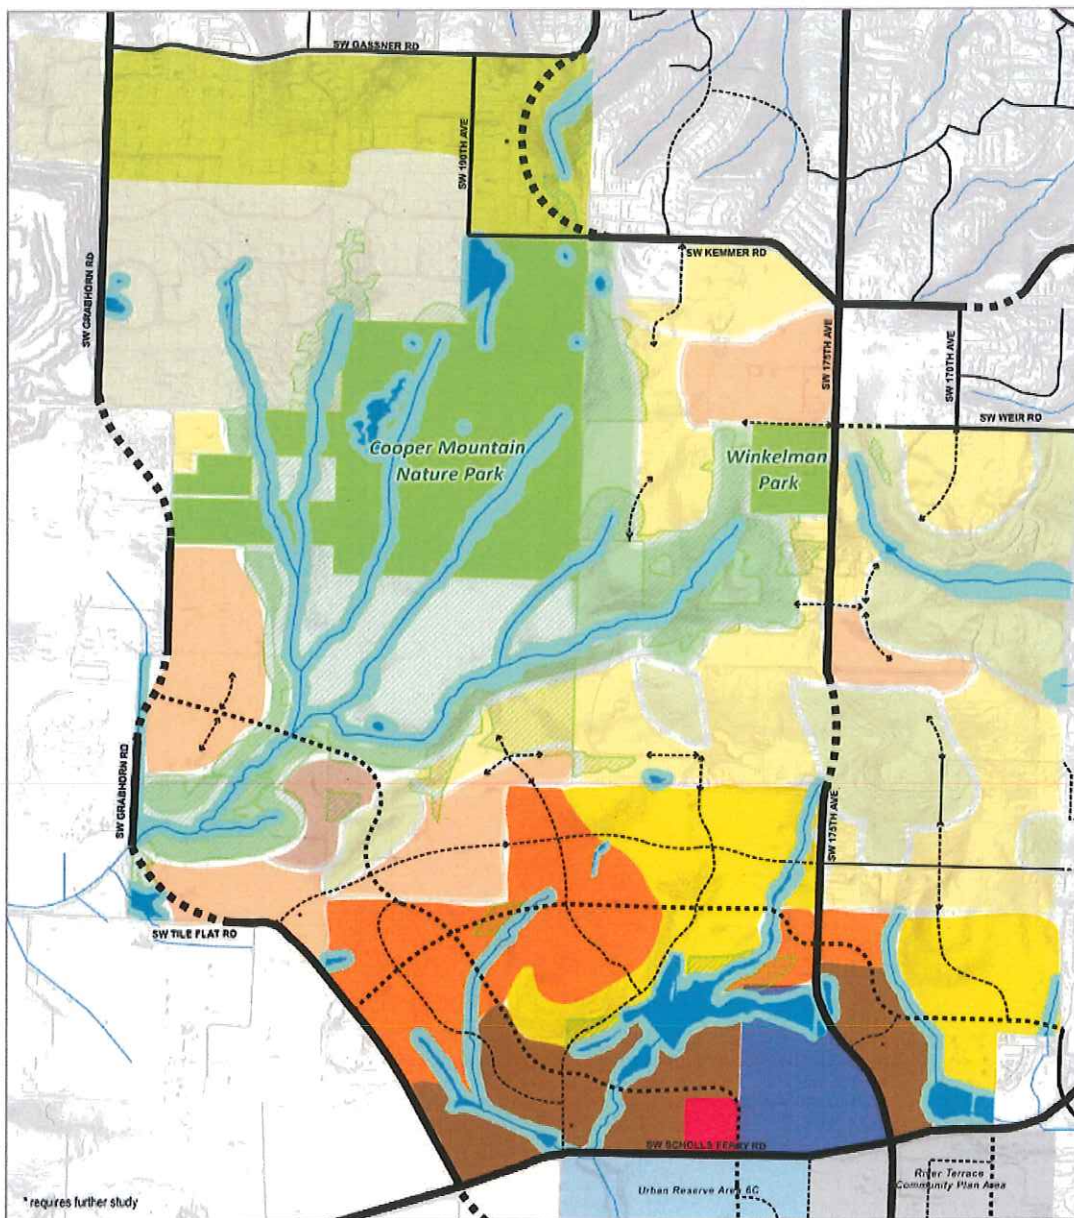 SW GASSNER RD
SW 190TH AVE
SW KEMMER RD
SW GRABHORN RD
SW 175TH AVE
SW 170TH AVE
SW WEIR RD
Cooper Mountain
Nature Park
Winkelman
Park
SW GRABHORN RD
SW 175TH AVE
SW TILE FLAT RD
SW SCHOLLS FERRY RD
Urban Reserve Area 6C
River Terrace
Community Plan Area
* requires further study